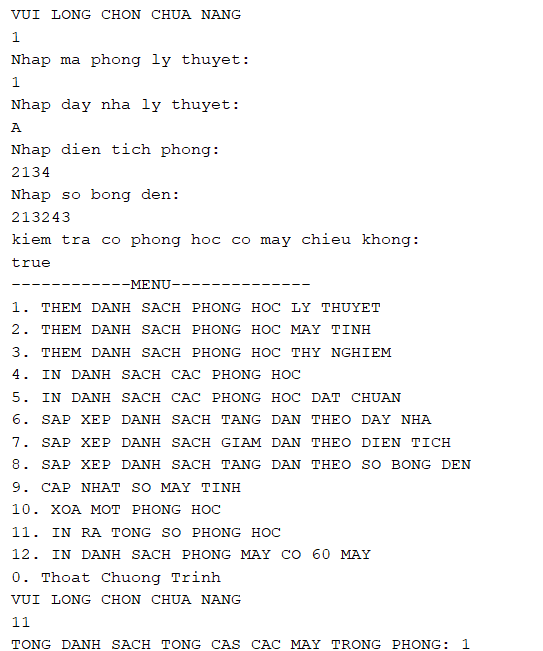 VUI LONG CHON CHUA NANG
1
Nhap ma phong ly thuyet:
1
Nhap day nha ly thuyet:
A
Nhap dien tich phong:
2134
Nhap so bong den:
213243
kiem tra co phong hoc co may chieu khong:
true
------------MENU--------------
1. THEM DANH SACH PHONG HOC LY THUYET
2. THEM DANH SACH PHONG HOC MAY TINH
3. THEM DANH SACH PHONG HOC THY NGHIEM
4. IN DANH SACH CAC PHONG HOC
5. IN DANH SACH CAC PHONG HOC DAT CHUAN
6. SAP XEP DANH SACH TANG DAN THEO DAY NHA
7. SAP XEP DANH SACH GIAM DAN THEO DIEN TICH
8. SAP XEP DANH SACH TANG DAN THEO SO BONG DEN
9. CAP NHAT SO MAY TINH
10. XOA MOT PHONG HOC
11. IN RA TONG SO PHONG HOC
12. IN DANH SACH PHONG MAY CO 60 MAY
0. Thoat Chuong Trinh
VUI LONG CHON CHUA NANG
11
TONG DANH SACH TONG CAS CAC MAY TRONG PHONG: 1